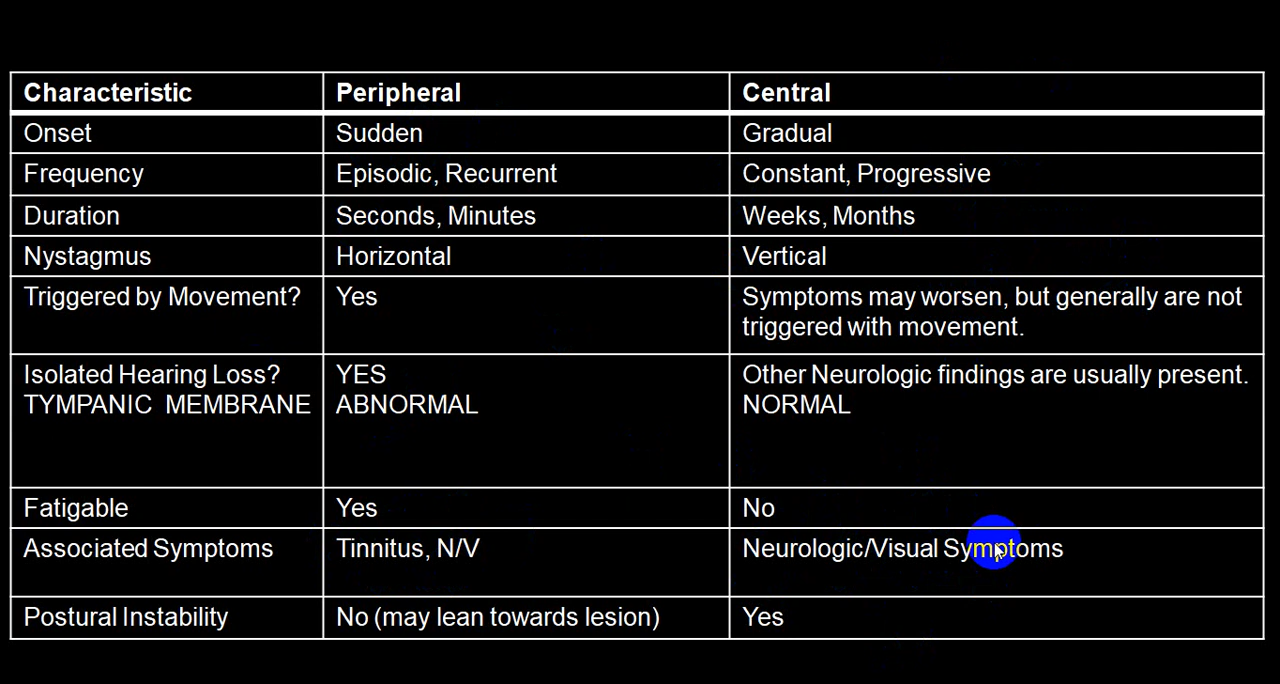 Characteristic Peripheral Central
Onset Sudden Gradual
Frequency Episodic, Recurrent Constant, Progressive
Duration Seconds, Minutes Weeks, Months
Nystagmus Horizontal Vertical
Triggered by Movement? Yes Symptoms may worsen, but generally are not
triggered with movement.
Isolated Hearing Loss? YES Other Neurologic findings are usually present.
TYMPANIC MEMBRANE ABNORMAL NORMAL
Fatigable Yes No
Associated Symptoms Tinnitus, N/V Neurologic/Visual Symptoms
Postural Instability No (may lean towards lesion) Yes